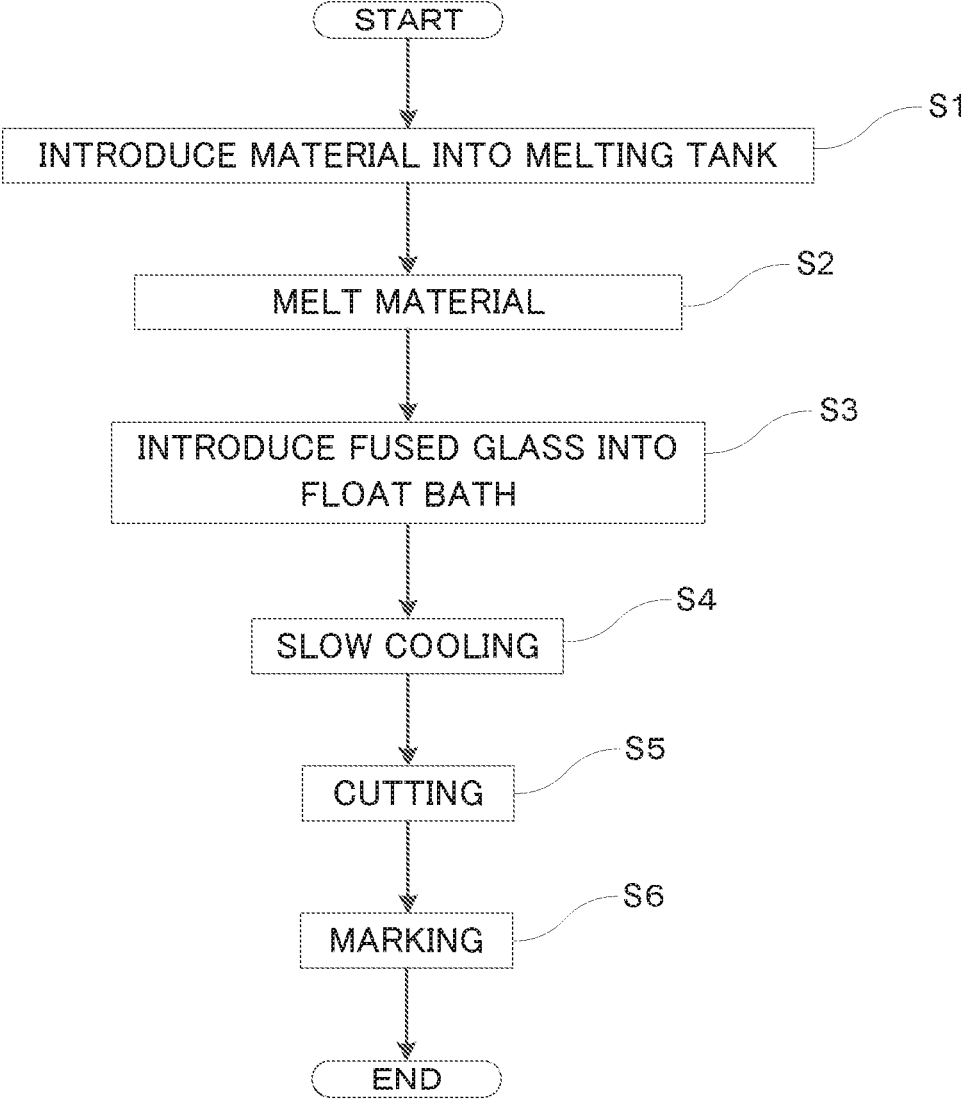 START
S1
INTRODUCE MATERIAL INTO MELTING TANK
S2
MELT MATERIAL
S3
INTRODUCE FUSED GLASS INTO
FLOAT BATH
S4
SLOW COOLING
S5
CUTTING
S6
MARKING
END